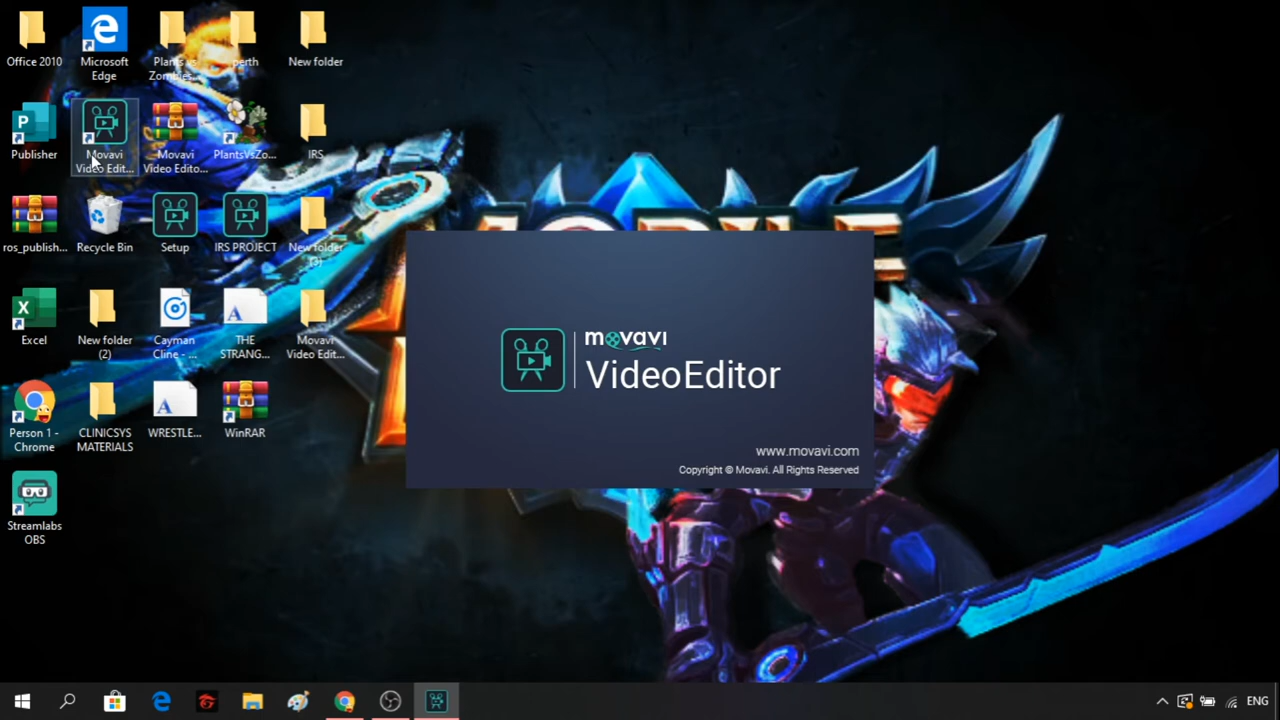 Office 2010
Microsoft
Edge
Plants vs
Zombies...
perth
New folder
P
Publisher
Movavi
Video Edit...
Movavi
Video Edito...
PlantsVsZo...
IRS
ros_publish...
Recycle Bin
Setup
IRS PROJECT
New folder
(3)
X
Excel
New folder
(2)
Cayman
Cline - ...
A
THE
STRANG...
Movavi
Video Edit...
Person 1 -
Chrome
CLINICSYS
MATERIALS
A
WRESTLE...
WinRAR
Streamlabs
OBS
movavi
VideoEditor
www.movavi.com
Copyright © Movavi. All Rights Reserved
ENG